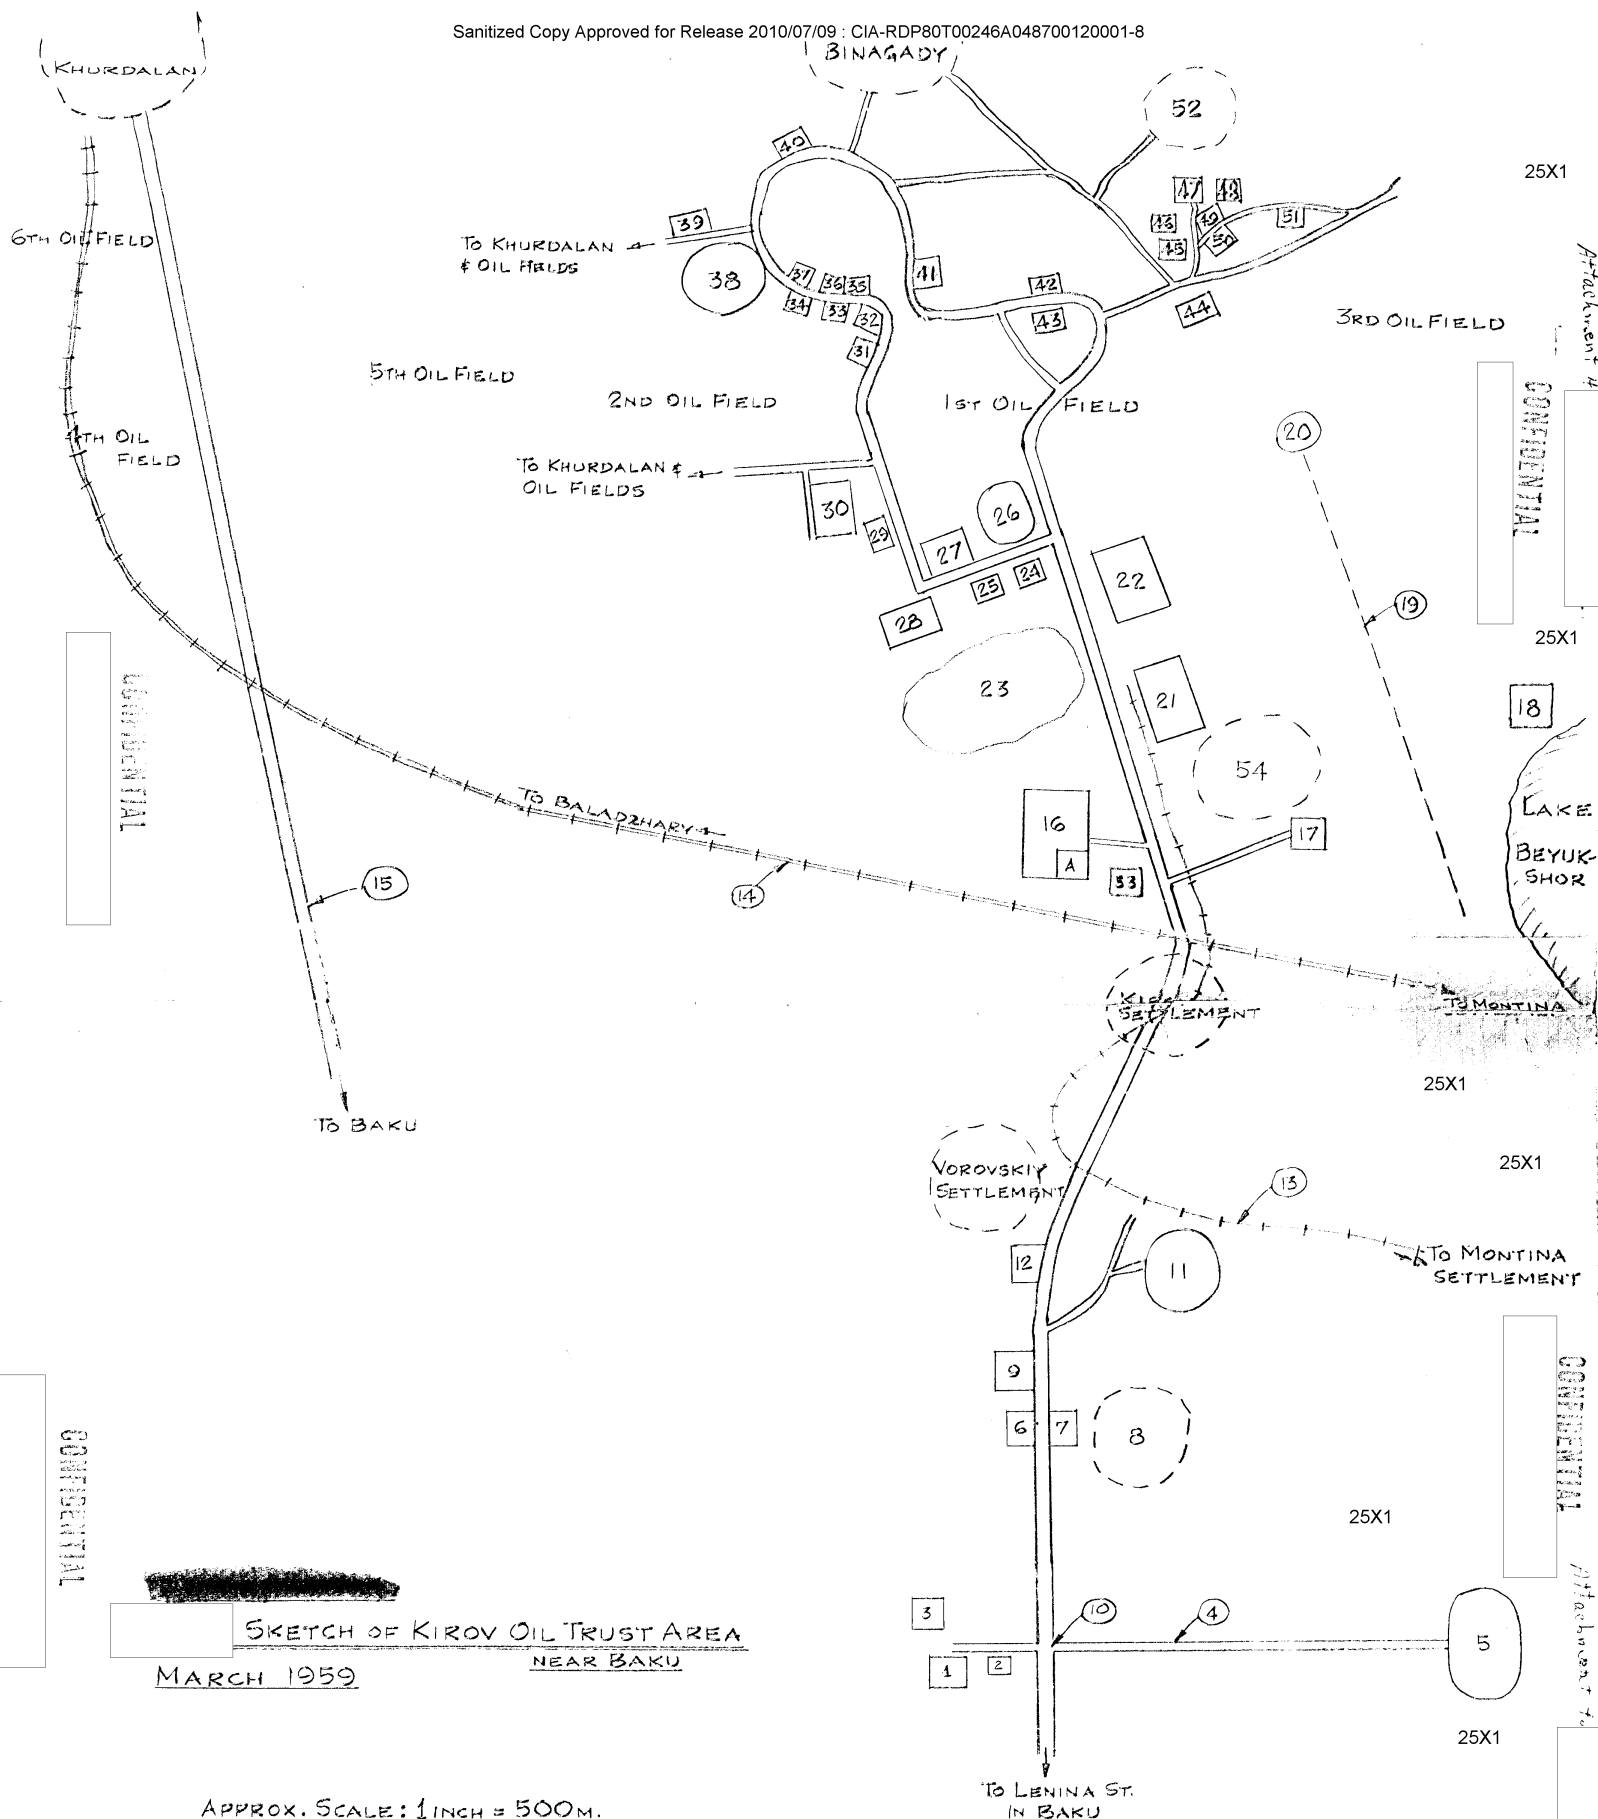 Sanitized Copy Approved for Release 2010/07/09 : CIA-RDP80T00246A048700120001-8
(KHURDALAN)
BINAGADY
52
40
25X1
47
48
39
46
49
51
6TH OIL FIELD
TO KHURDALAN
& OIL FIELDS
45
50
38
37
36
35
41
42
34
33
32
43
44
3RD OIL FIELD
Attachment
31
5TH OIL FIELD
2ND OIL FIELD
1ST OIL FIELD
CONFIDENTIAL
4TH OIL
FIELD
20
TO KHURDALAN &
OIL FIELDS
30
26
29
27
25
24
22
19
28
25X1
CONFIDENTIAL
23
21
18
54
TO BALADZHARY
16
A
17
LAKE
BEYUK-
SHOR
15
14
53
SETTLEMENT
TO MONTINA
25X1
TO BAKU
25X1
VOROVSKIY
SETTLEMENT
13
12
11
TO MONTINA
SETTLEMENT
9
6
7
8
CONFIDENTIAL
CONFIDENTIAL
25X1
Attachment to
3
10
4
5
SKETCH OF KIROV OIL TRUST AREA
NEAR BAKU
MARCH 1959
1
2
25X1
TO LENINA ST.
IN BAKU
APPROX. SCALE: 1 INCH = 500 M.